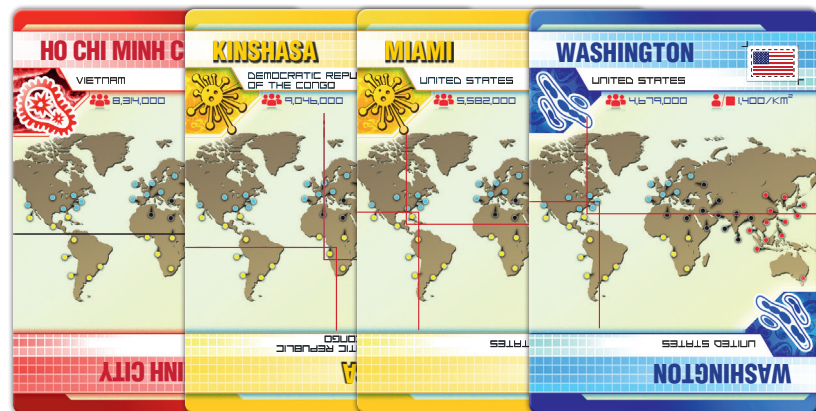 HO CHI MINH C
VIETNAM
8,314,000
INH CITY
KINSHASA
DEMOCRATIC REPU
OF THE CONGO
9,046,000
TIC REPUBLIC
CONGO
SA
MIAMI
UNITED STATES
5,582,000
STATES
WASHINGTON
UNITED STATES
4,679,000 1,400/KM²
UNITED STATES
WASHINGTON